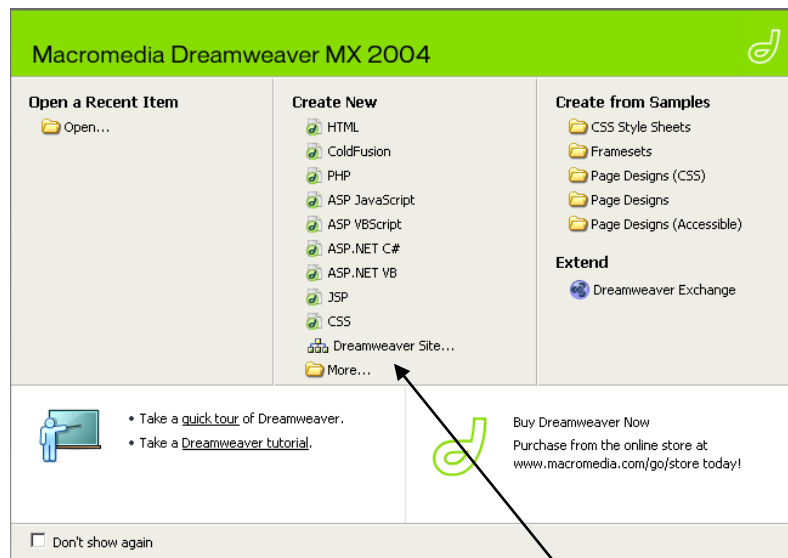 Macromedia Dreamweaver MX 2004
Open a Recent Item
Open...
Create New
HTML
ColdFusion
PHP
ASP JavaScript
ASP VBScript
ASP.NET C#
ASP.NET VB
JSP
CSS
Dreamweaver Site...
More...
Create from Samples
CSS Style Sheets
Framesets
Page Designs (CSS)
Page Designs
Page Designs (Accessible)
Extend
Dreamweaver Exchange
• Take a quick tour of Dreamweaver.
• Take a Dreamweaver tutorial.
Buy Dreamweaver Now
Purchase from the online store at
www.macromedia.com/go/store today!
Don't show again